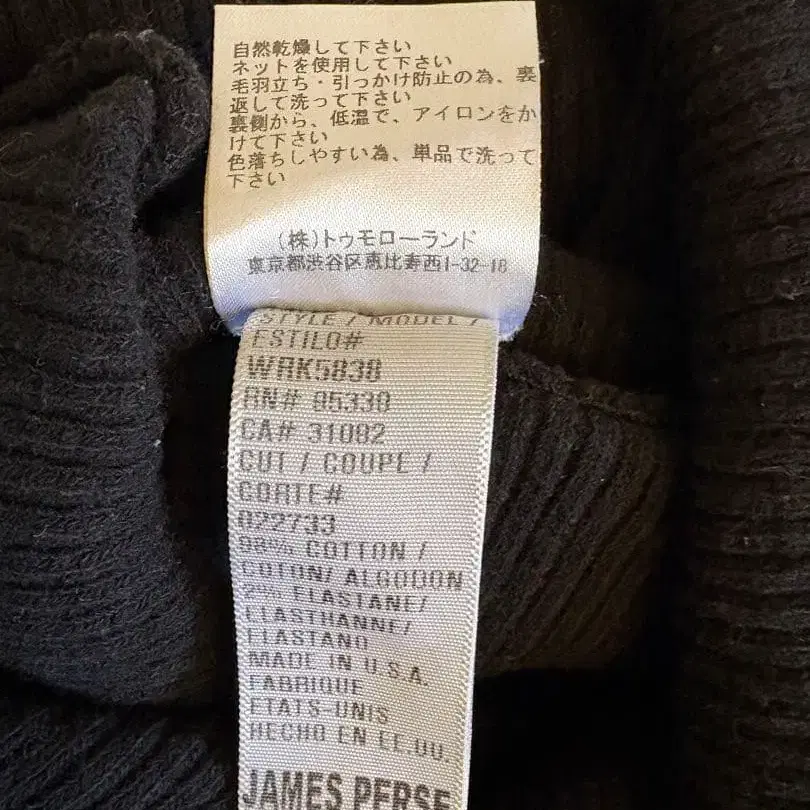 自然乾燥して下さい
ネットを使用して下さい
毛羽立ち・引っかけ防止の為、裏
返して洗って下さい
裏側から、低温で、アイロンをか
けて下さい
色落ちしやすい為、単品で洗って
下さい
(株)トゥモローランド
東京都渋谷区恵比寿西1-32-18
STYLE / MODEL /
ESTILO#
WRK5838
RN# 85330
CA# 31082
CUT / COUPE /
CORTE#
022733
98% COTTON /
COTON/ ALGODON
2% ELASTANE/
ELASTHANNE/
ELASTANO
MADE IN U.S.A.
FABRIQUE
ETATS-UNIS
HECHO EN EE.UU.
JAMES PERSE